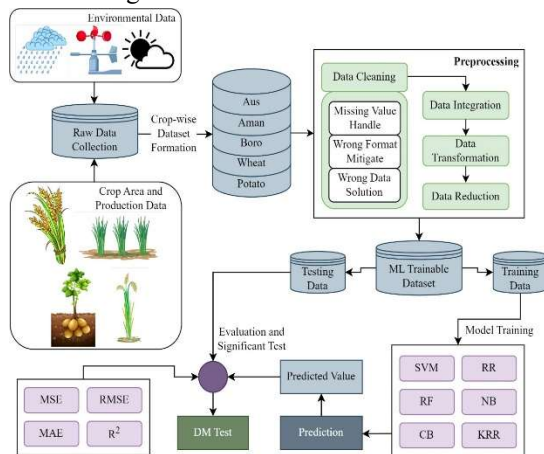 Environmental Data
Raw Data
Collection
Crop-wise
Dataset
Formation
Aus
Aman
Boro
Wheat
Potato
Preprocessing
Data Cleaning
Missing Value
Handle
Wrong Format
Mitigate
Wrong Data
Solution
Data Integration
Data
Transformation
Data Reduction
Crop Area and
Production Data
Testing
Data
ML Trainable
Dataset
Training
Data
Model Training
Evaluation and
Significant Test
SVM
RR
RF
NB
CB
KRR
Predicted Value
Prediction
MSE
RMSE
MAE
R²
DM Test